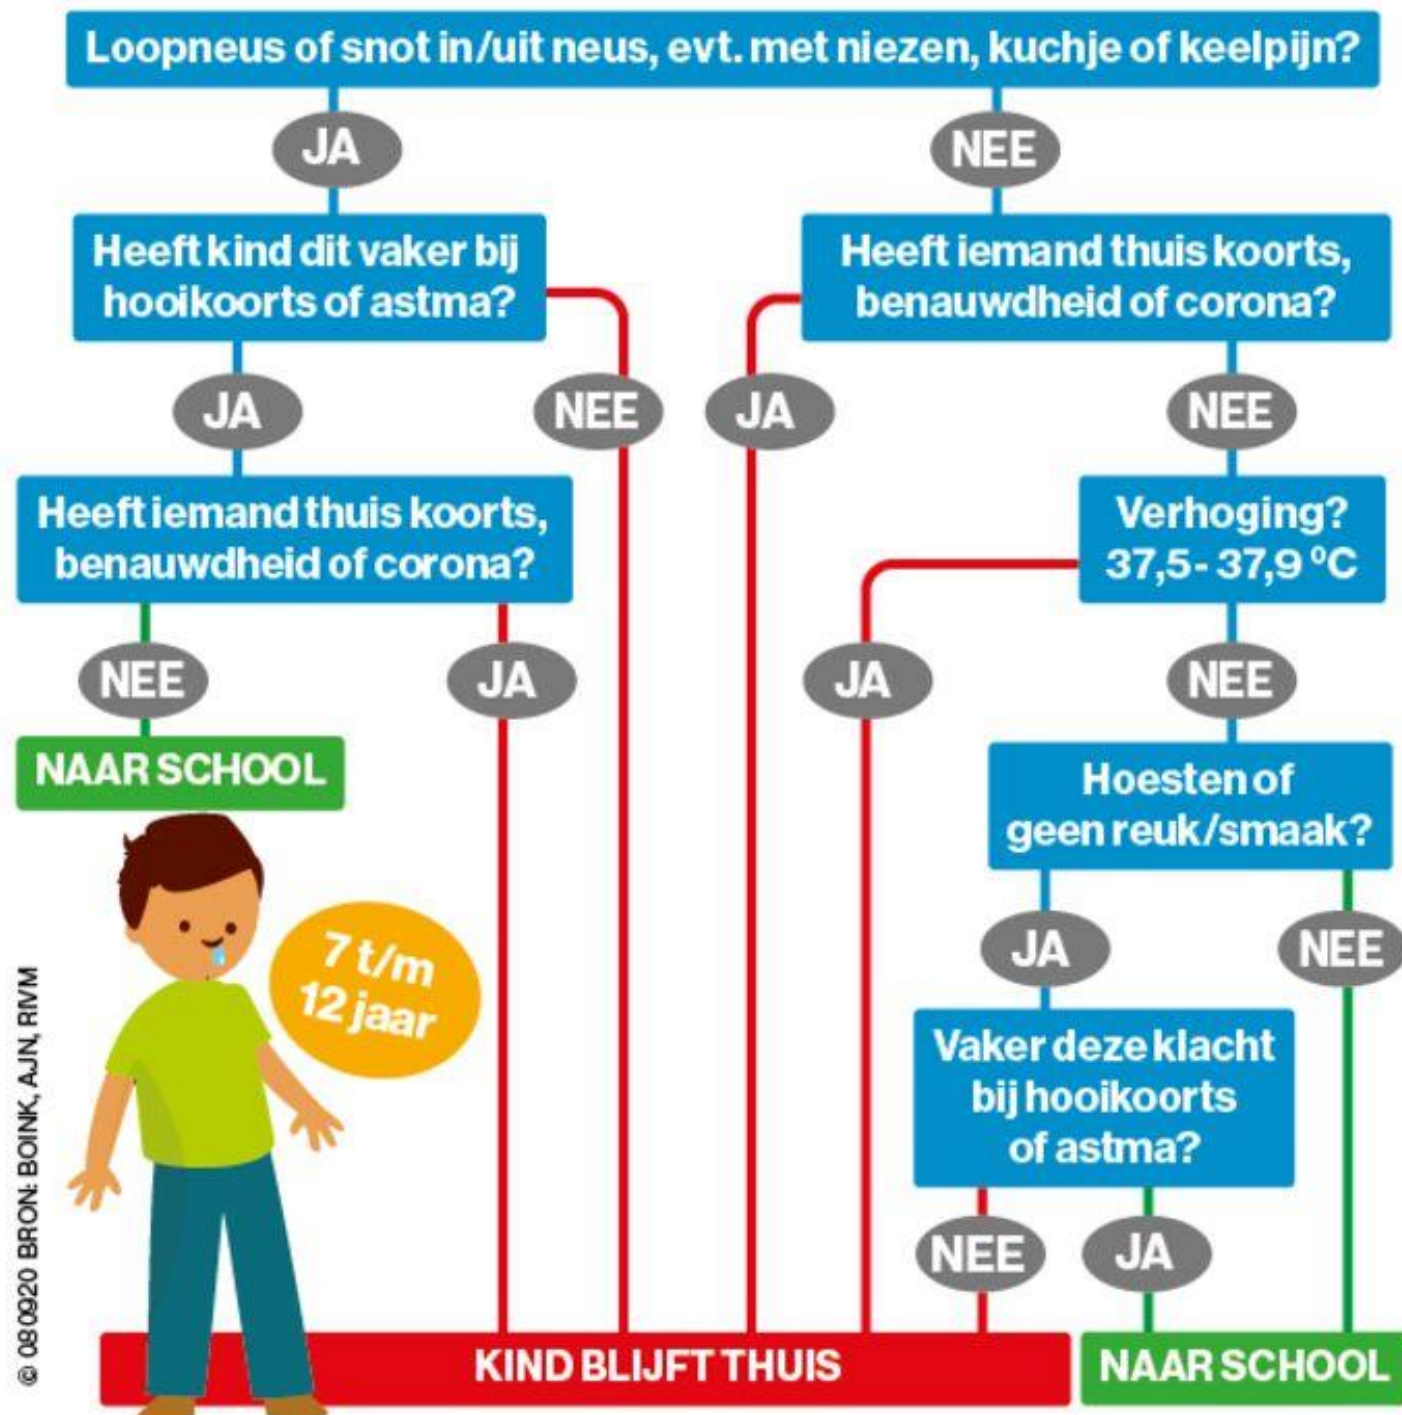 Loopneus of snot in/uit neus, evt. met niezen, kuchje of keelpijn?
JA
NEE
Heeft kind dit vaker bij
hooikoorts of astma?
Heeft iemand thuis koorts,
benauwdheid of corona?
JA
NEE
JA
NEE
Heeft iemand thuis koorts,
benauwdheid of corona?
Verhoging?
37,5 - 37,9 °C
NEE
JA
JA
NEE
NAAR SCHOOL
Hoesten of
geen reuk/smaak?
7 t/m
12 jaar
JA
NEE
Vaker deze klacht
bij hooikoorts
of astma?
NEE
JA
KIND BLIJFT THUIS
NAAR SCHOOL
© 080920 BRON: BOINK, AJN, RIVM